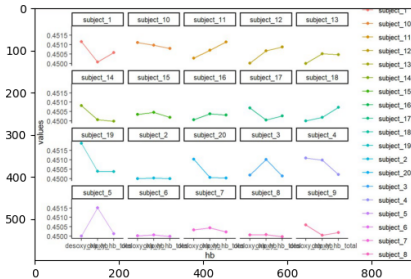 0
100
200
300
400
500
0 200 400 600 800
values
hb
subject_1 subject_10 subject_11 subject_12 subject_13
0.4515
0.4510
0.4505
0.4500
subject_14 subject_15 subject_16 subject_17 subject_18
0.4515
0.4510
0.4505
0.4500
subject_19 subject_2 subject_20 subject_3 subject_4
0.4515
0.4510
0.4505
0.4500
subject_5 subject_6 subject_7 subject_8 subject_9
0.4515
0.4510
0.4505
0.4500
subject_1
subject_10
subject_11
subject_12
subject_13
subject_14
subject_15
subject_16
subject_17
subject_18
subject_19
subject_2
subject_20
subject_3
subject_4
subject_5
subject_6
subject_7
subject_8